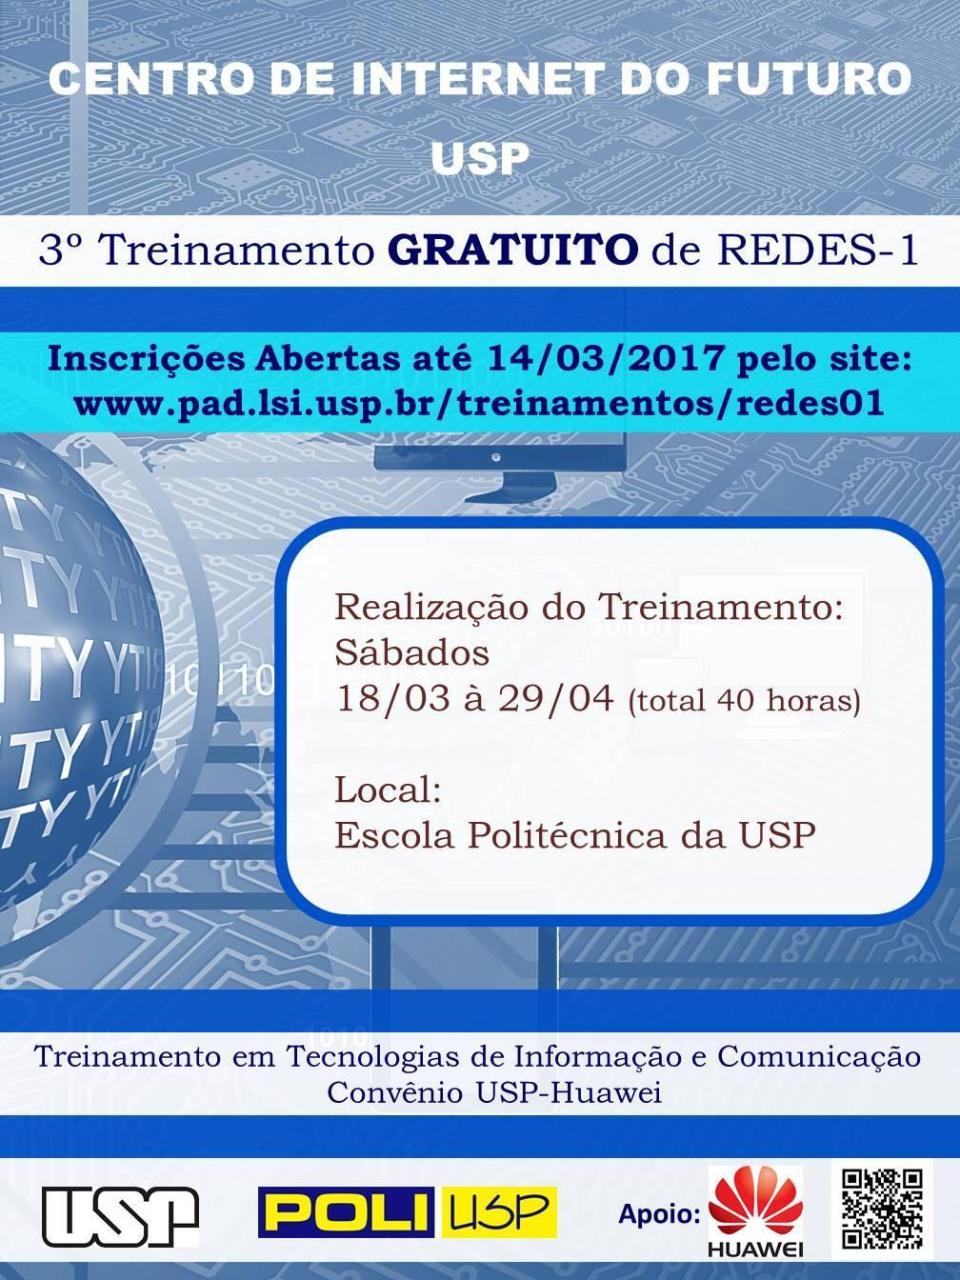 CENTRO DE INTERNET DO FUTURO
USP
3º Treinamento GRATUITO de REDES-1
Inscrições Abertas até 14/03/2017 pelo site:
www.pad.lsi.usp.br/treinamentos/redes01
Realização do Treinamento:
Sábados
18/03 à 29/04 (total 40 horas)
Local:
Escola Politécnica da USP
Treinamento em Tecnologias de Informação e Comunicação
Convênio USP-Huawei
USP
POLI USP
Apoio:
HUAWEI